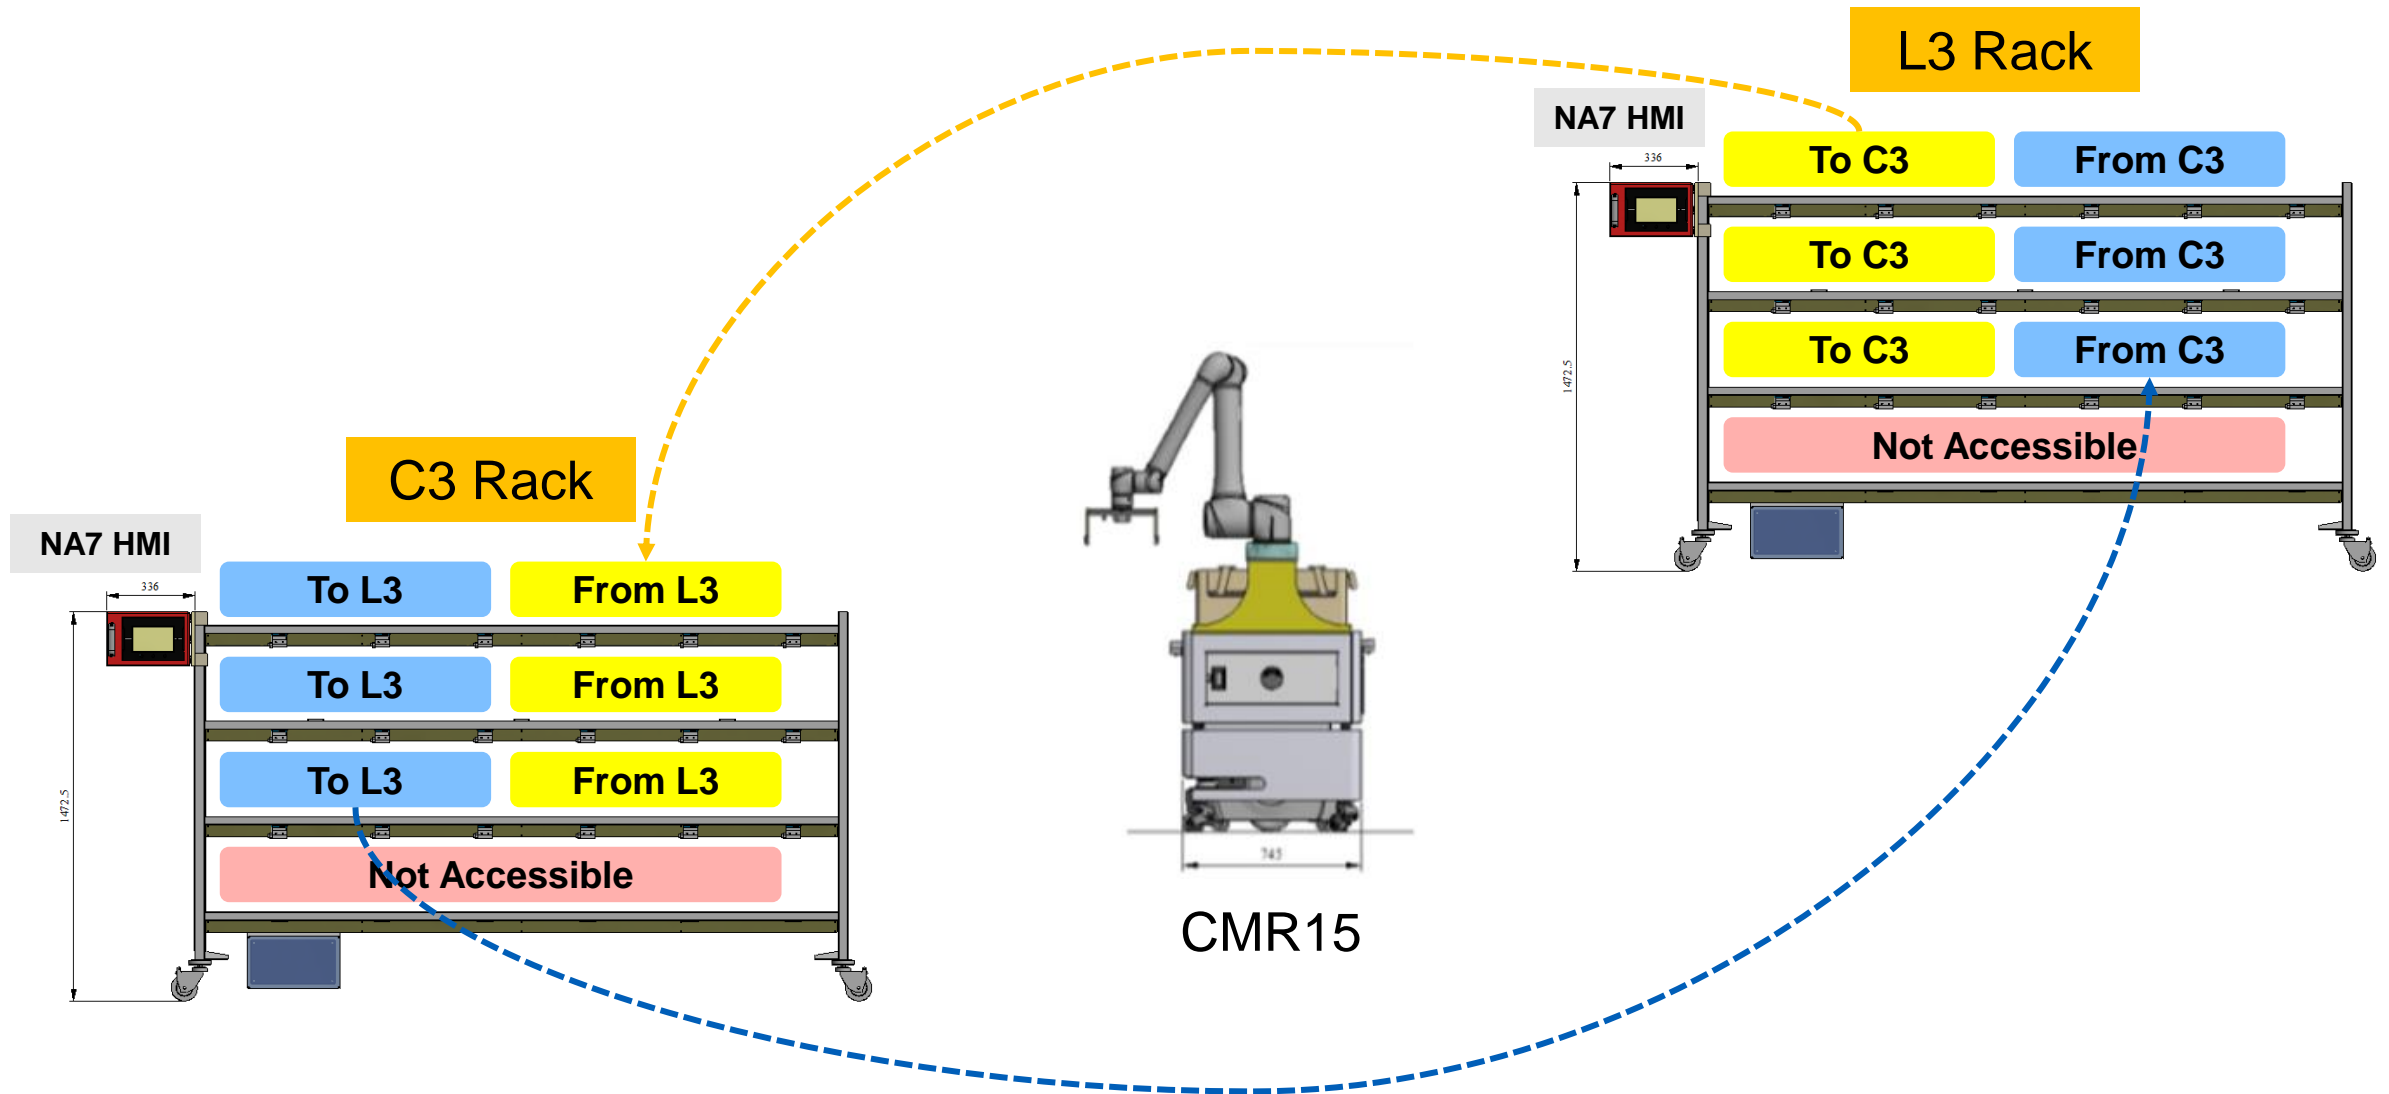 L3 Rack
NA7 HMI
To C3 From C3
336
To C3 From C3
To C3 From C3
1472.5
Not Accessible
C3 Rack
NA7 HMI
To L3 From L3
336
To L3 From L3
To L3 From L3
1472.5
Not Accessible
745
CMR15